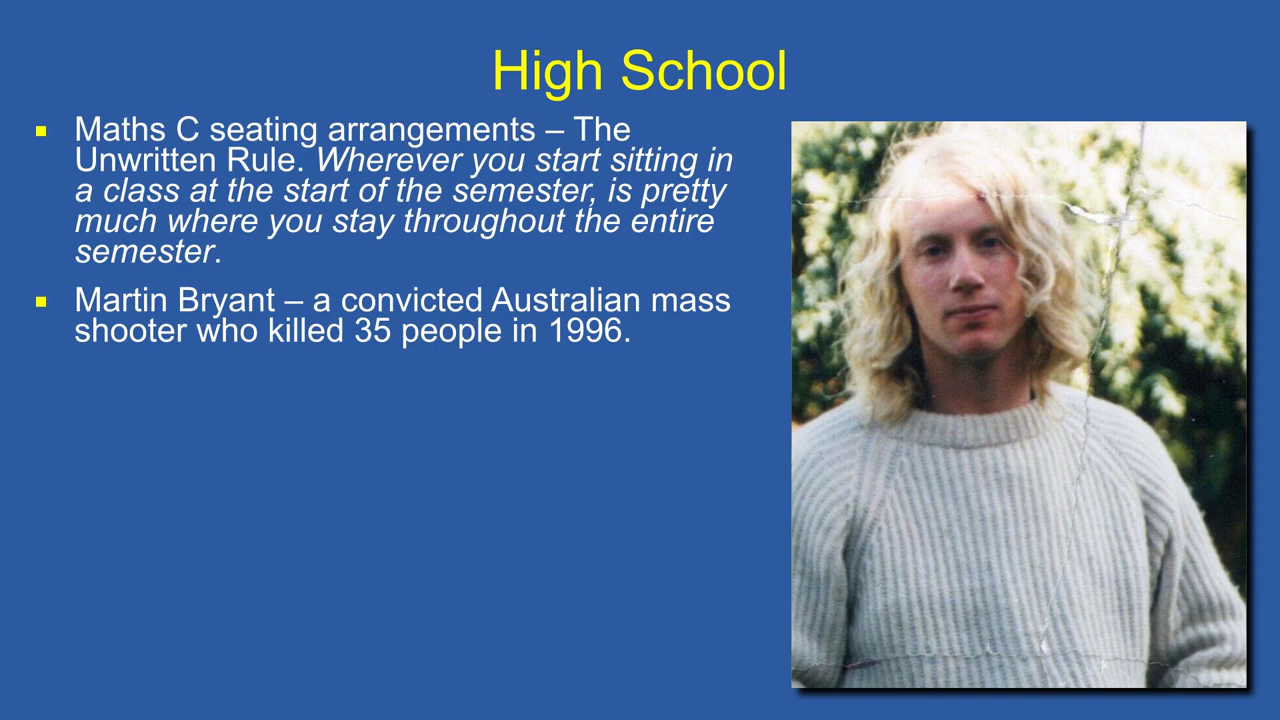 High School
Maths C seating arrangements – The
Unwritten Rule. Wherever you start sitting in
a class at the start of the semester, is pretty
much where you stay throughout the entire
semester.
Martin Bryant – a convicted Australian mass
shooter who killed 35 people in 1996.